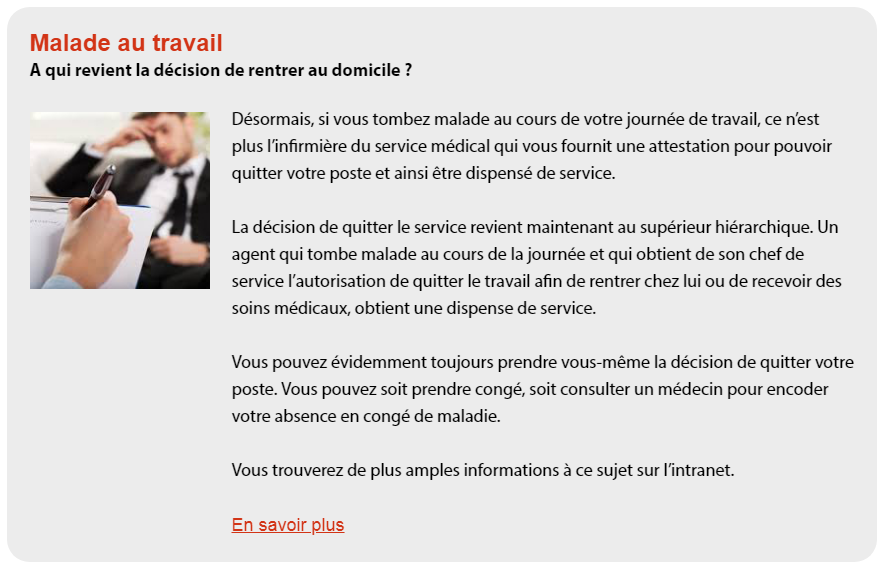 Malade au travail
A qui revient la décision de rentrer au domicile ?
Désormais, si vous tombez malade au cours de votre journée de travail, ce n’est
plus l’infirmière du service médical qui vous fournit une attestation pour pouvoir
quitter votre poste et ainsi être dispensé de service.
La décision de quitter le service revient maintenant au supérieur hiérarchique. Un
agent qui tombe malade au cours de la journée et qui obtient de son chef de
service l’autorisation de quitter le travail afin de rentrer chez lui ou de recevoir des
soins médicaux, obtient une dispense de service.
Vous pouvez évidemment toujours prendre vous-même la décision de quitter votre
poste. Vous pouvez soit prendre congé, soit consulter un médecin pour encoder
votre absence en congé de maladie.
Vous trouverez de plus amples informations à ce sujet sur l’intranet.
En savoir plus